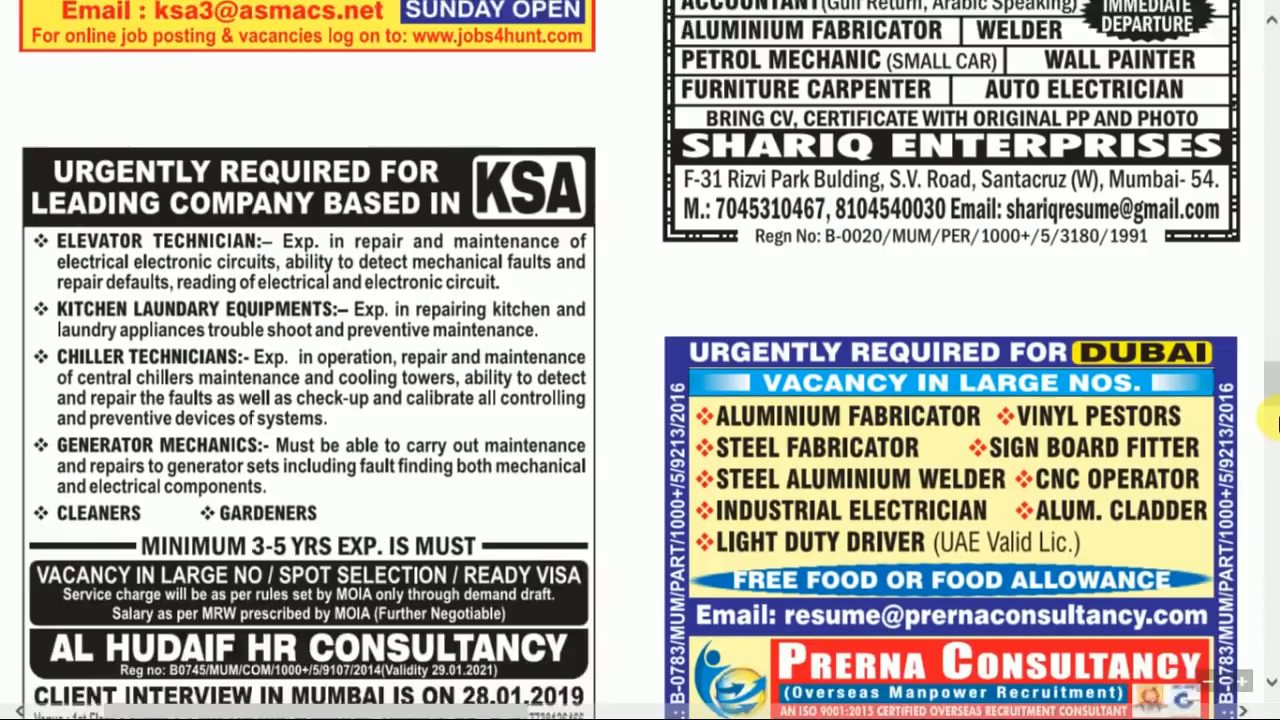 Email : ksa3@asmacs.net
SUNDAY OPEN
For online job posting & vacancies log on to: www.jobs4hunt.com
URGENTLY REQUIRED FOR
LEADING COMPANY BASED IN KSA
❖ ELEVATOR TECHNICIAN:– Exp. in repair and maintenance of
electrical electronic circuits, ability to detect mechanical faults and
repair defaults, reading of electrical and electronic circuit.
❖ KITCHEN LAUNDARY EQUIPMENTS:– Exp. in repairing kitchen and
laundry appliances trouble shoot and preventive maintenance.
❖ CHILLER TECHNICIANS:- Exp. in operation, repair and maintenance
of central chillers maintenance and cooling towers, ability to detect
and repair the faults as well as check-up and calibrate all controlling
and preventive devices of systems.
❖ GENERATOR MECHANICS:- Must be able to carry out maintenance
and repairs to generator sets including fault finding both mechanical
and electrical components.
❖ CLEANERS ❖ GARDENERS
MINIMUM 3-5 YRS EXP. IS MUST
VACANCY IN LARGE NO / SPOT SELECTION / READY VISA
Service charge will be as per rules set by MOIA only through demand draft.
Salary as per MRW prescribed by MOIA (Further Negotiable)
AL HUDAIF HR CONSULTANCY
Reg no: B0745/MUM/COM/1000+/5/9107/2014(Validity 29.01.2021)
CLIENT INTERVIEW IN MUMBAI IS ON 28.01.2019
ACCOUNTANT(Gulf Return, Arabic Speaking)
IMMEDIATE
DEPARTURE
ALUMINIUM FABRICATOR WELDER
PETROL MECHANIC (SMALL CAR) WALL PAINTER
FURNITURE CARPENTER AUTO ELECTRICIAN
BRING CV, CERTIFICATE WITH ORIGINAL PP AND PHOTO
SHARIQ ENTERPRISES
F-31 Rizvi Park Bulding, S.V. Road, Santacruz (W), Mumbai- 54.
M.: 7045310467, 8104540030 Email: shariqresume@gmail.com
Regn No: B-0020/MUM/PER/1000+/5/3180/1991
URGENTLY REQUIRED FOR DUBAI
VACANCY IN LARGE NOS.
❖ALUMINIUM FABRICATOR ❖VINYL PESTORS
❖STEEL FABRICATOR ❖SIGN BOARD FITTER
❖STEEL ALUMINIUM WELDER ❖CNC OPERATOR
❖INDUSTRIAL ELECTRICIAN ❖ALUM. CLADDER
❖LIGHT DUTY DRIVER (UAE Valid Lic.)
FREE FOOD OR FOOD ALLOWANCE
Email: resume@prernaconsultancy.com
PRERNA CONSULTANCY
(Overseas Manpower Recruitment)
AN ISO 9001:2015 CERTIFIED OVERSEAS RECRUITMENT CONSULTANT
B-0783/MUM/PART/1000+/5/9213/2016
B-0783/MUM/PART/1000+/5/9213/2016